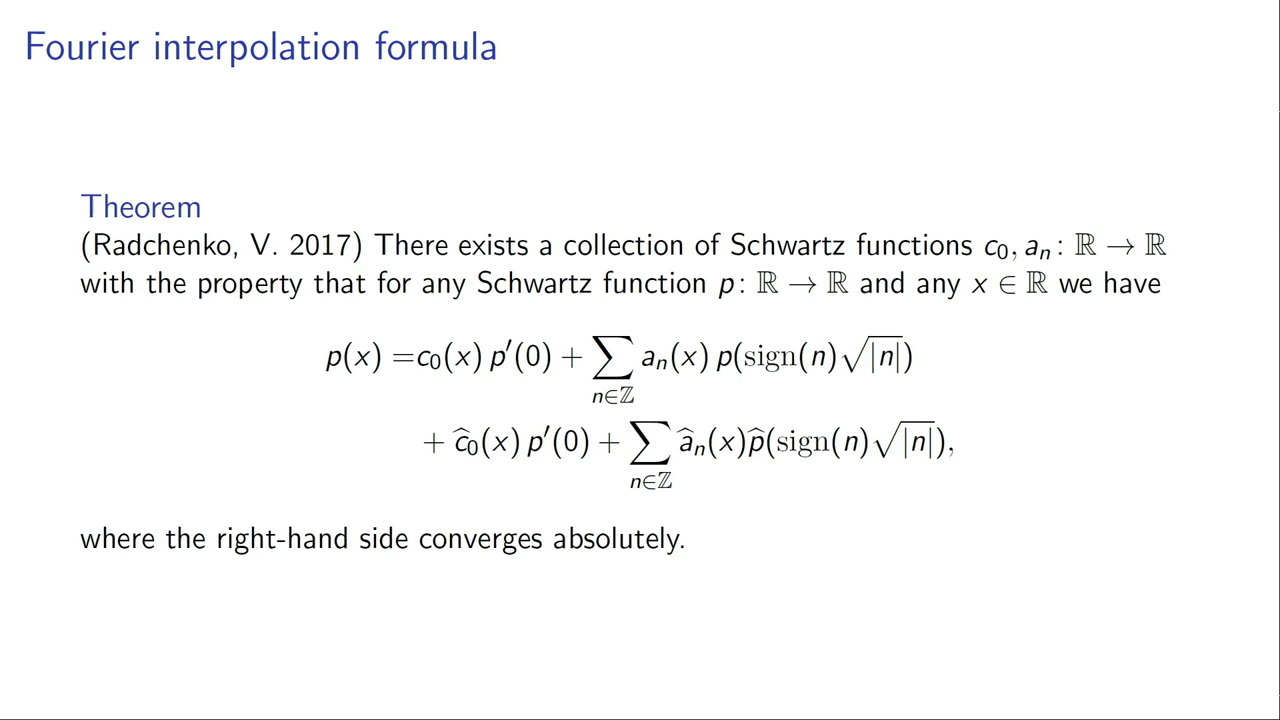 Fourier interpolation formula
Theorem
(Radchenko, V. 2017) There exists a collection of Schwartz functions c₀, aₙ : ℝ → ℝ
with the property that for any Schwartz function p : ℝ → ℝ and any x ∈ ℝ we have
p(x) =c₀(x) p′(0) + ∑_{n∈ℤ} aₙ(x) p(sign(n)√|n|)
+ ĉ₀(x) p′(0) + ∑_{n∈ℤ} âₙ(x)p̂(sign(n)√|n|),
where the right-hand side converges absolutely.